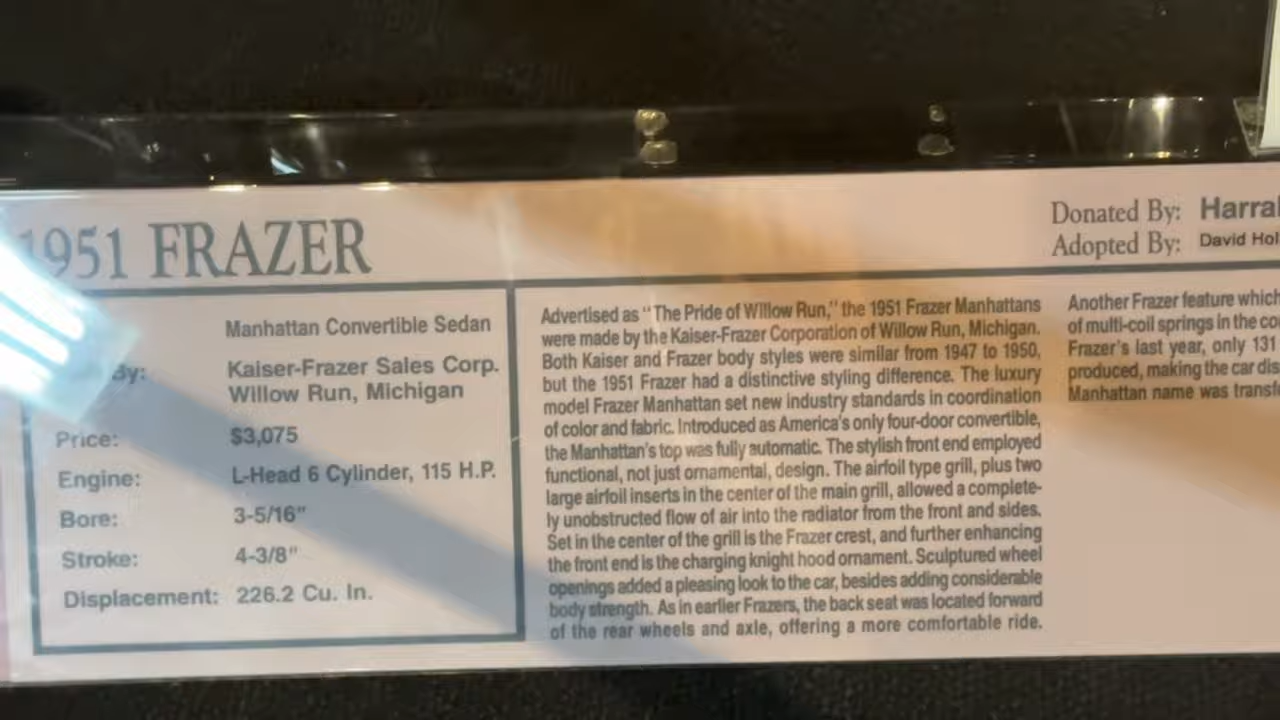 1951 FRAZER
Donated By: Harrah
Adopted By: David Hol
Manhattan Convertible Sedan
By: Kaiser-Frazer Sales Corp.
Willow Run, Michigan
Price: $3,075
Engine: L-Head 6 Cylinder, 115 H.P.
Bore: 3-5/16"
Stroke: 4-3/8"
Displacement: 226.2 Cu. In.
Advertised as "The Pride of Willow Run," the 1951 Frazer Manhattans
were made by the Kaiser-Frazer Corporation of Willow Run, Michigan.
Both Kaiser and Frazer body styles were similar from 1947 to 1950,
but the 1951 Frazer had a distinctive styling difference. The luxury
model Frazer Manhattan set new industry standards in coordination
of color and fabric. Introduced as America's only four-door convertible,
the Manhattan's top was fully automatic. The stylish front end employed
functional, not just ornamental, design. The airfoil type grill, plus two
large airfoil inserts in the center of the main grill, allowed a complete-
ly unobstructed flow of air into the radiator from the front and sides.
Set in the center of the grill is the Frazer crest, and further enhancing
the front end is the charging knight hood ornament. Sculptured wheel
openings added a pleasing look to the car, besides adding considerable
body strength. As in earlier Frazers, the back seat was located forward
of the rear wheels and axle, offering a more comfortable ride.
Another Frazer feature which
of multi-coil springs in the co
Frazer's last year, only 131
produced, making the car dis
Manhattan name was transf